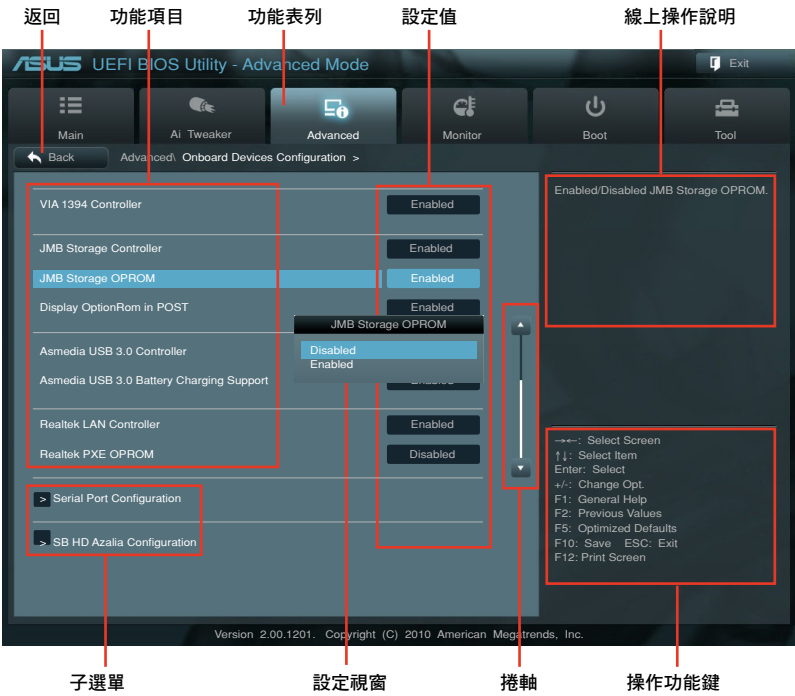 返回
功能項目
功能表列
設定值
線上操作說明
ASUS UEFI BIOS Utility - Advanced Mode
Exit
Main
Ai Tweaker
Advanced
Monitor
Boot
Tool
Back
Advanced\ Onboard Devices Configuration >
Enabled/Disabled JMB Storage OPROM.
VIA 1394 Controller Enabled
JMB Storage Controller Enabled
JMB Storage OPROM Enabled
Display OptionRom in POST Enabled
JMB Storage OPROM
Disabled
Enabled
Asmedia USB 3.0 Controller
Asmedia USB 3.0 Battery Charging Support Enabled
Realtek LAN Controller Enabled
Realtek PXE OPROM Disabled
> Serial Port Configuration
> SB HD Azalia Configuration
→←: Select Screen
↑↓: Select Item
Enter: Select
+/-: Change Opt.
F1: General Help
F2: Previous Values
F5: Optimized Defaults
F10: Save ESC: Exit
F12: Print Screen
Version 2.00.1201. Copyright (C) 2010 American Megatrends, Inc.
子選單
設定視窗
捲軸
操作功能鍵